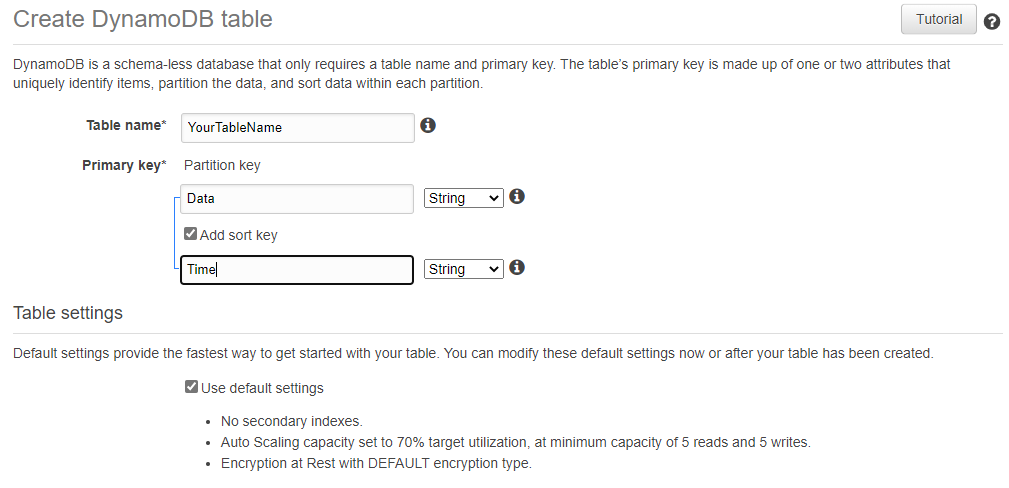 Create DynamoDB table
Tutorial
DynamoDB is a schema-less database that only requires a table name and primary key. The table's primary key is made up of one or two attributes that
uniquely identify items, partition the data, and sort data within each partition.
Table name* YourTableName
Primary key* Partition key
Data String
Add sort key
Time String
Table settings
Default settings provide the fastest way to get started with your table. You can modify these default settings now or after your table has been created.
Use default settings
• No secondary indexes.
• Auto Scaling capacity set to 70% target utilization, at minimum capacity of 5 reads and 5 writes.
• Encryption at Rest with DEFAULT encryption type.